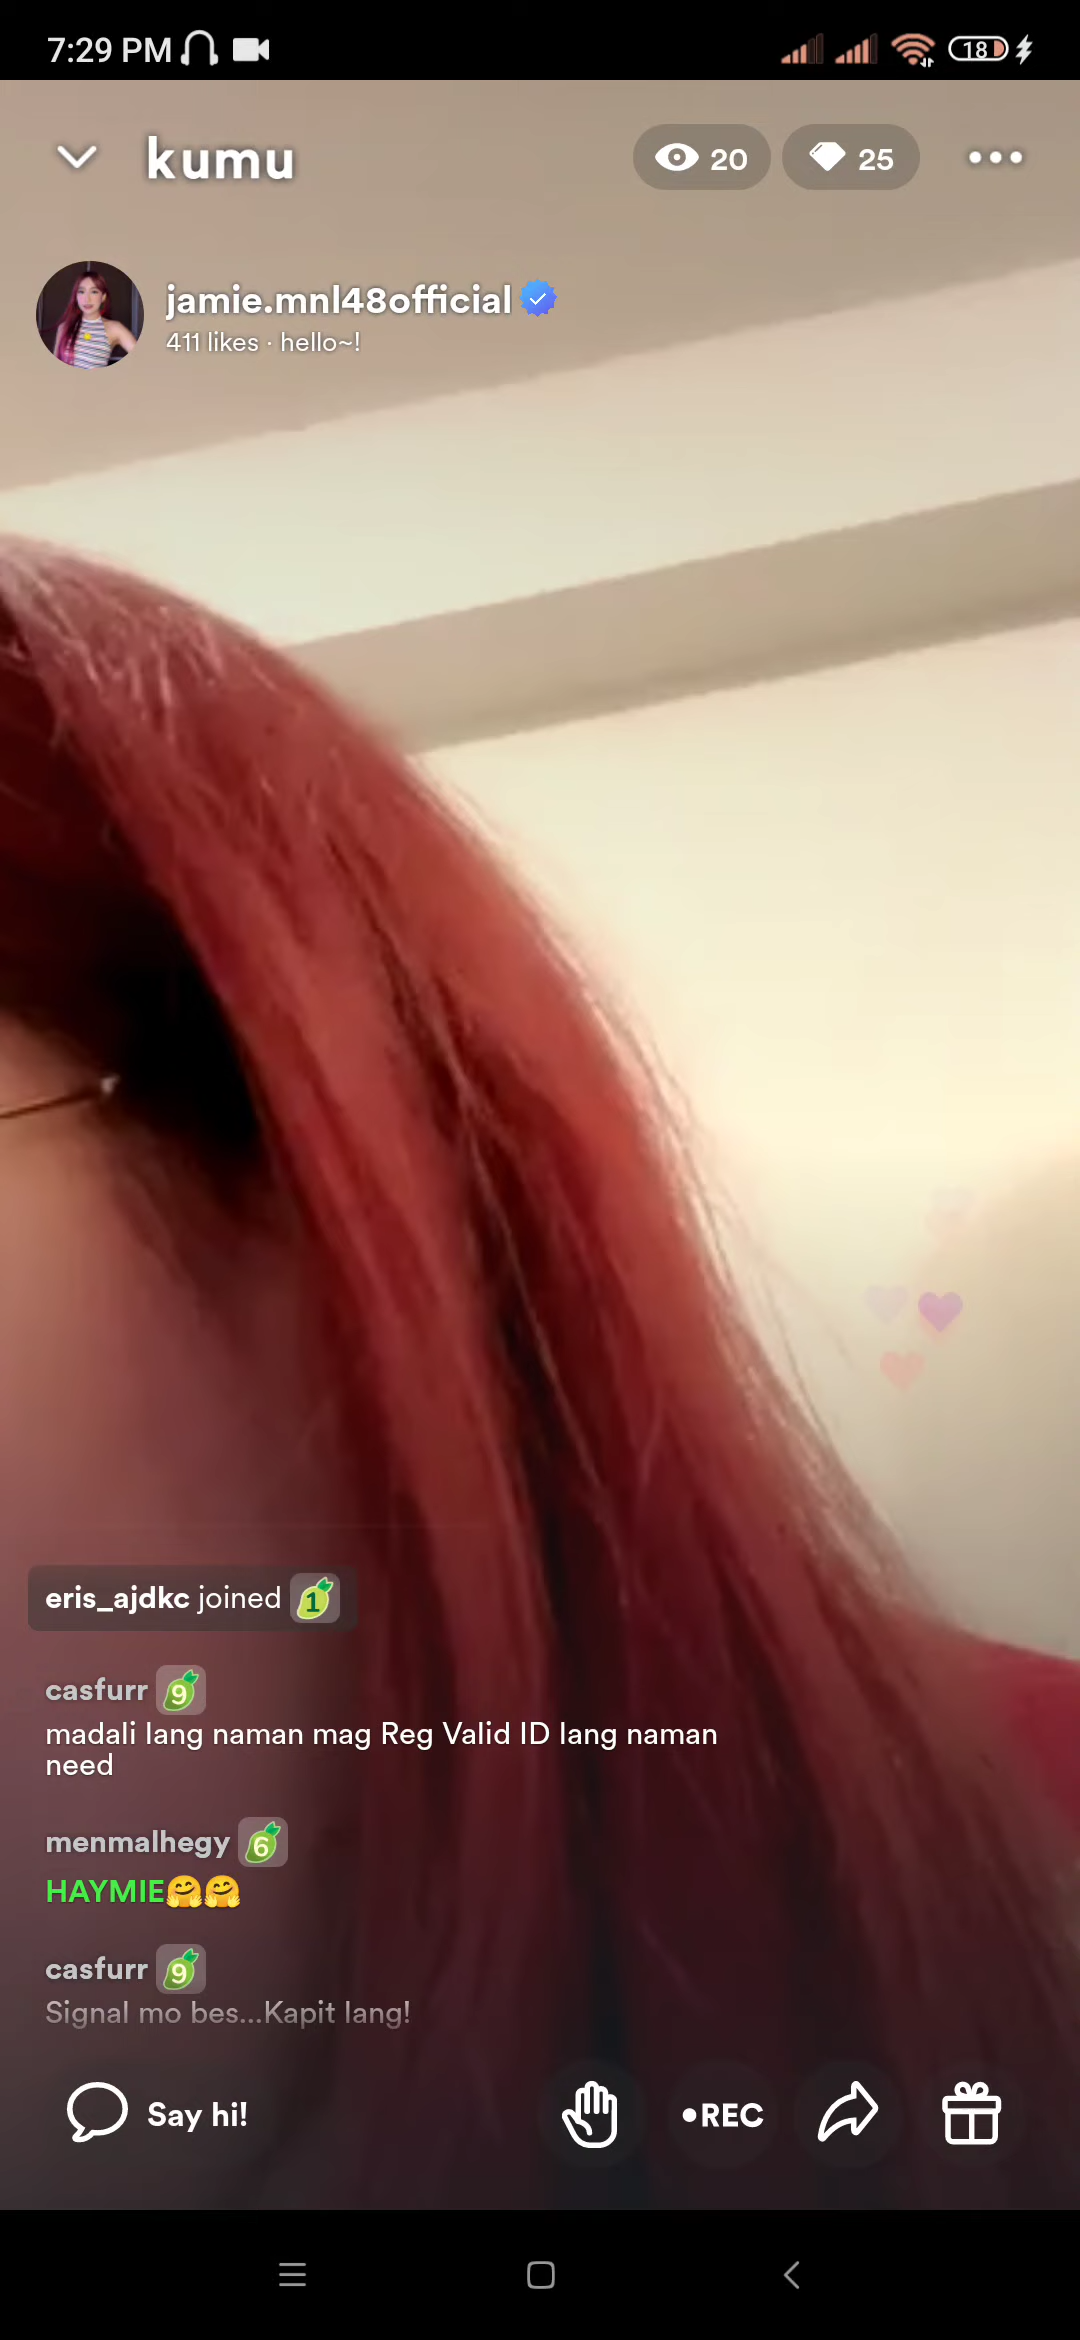 7:29 PM
18
kumu
20
25
jamie.mnl48official
411 likes · hello~!
eris_ajdkc joined 1
casfurr 9
madali lang naman mag Reg Valid ID lang naman
need
menmalhegy 6
HAYMIE🤗🤗
casfurr 9
Signal mo bes...Kapit lang!
Say hi!
•REC